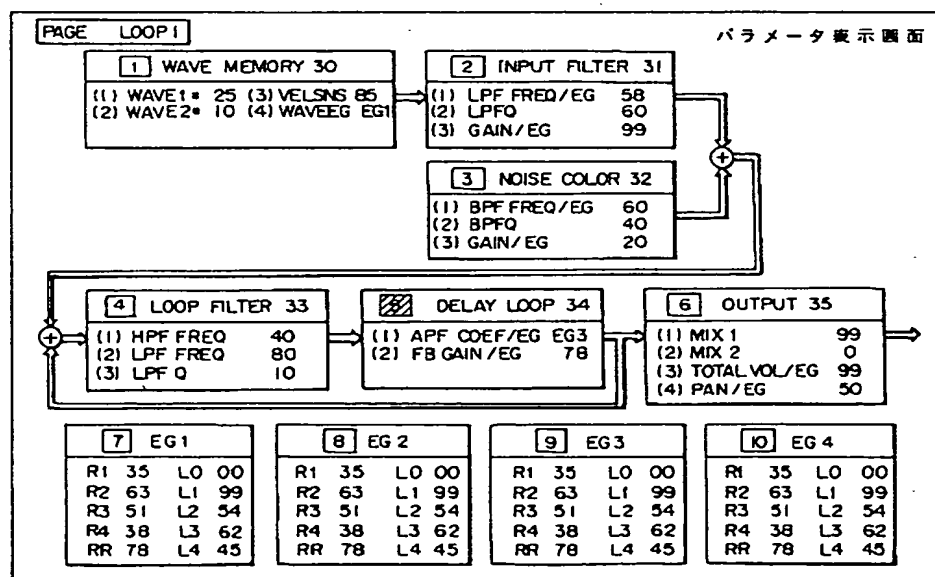 PAGE LOOP1
パラメータ表示画面
1 WAVE MEMORY 30
(1) WAVE1# 25 (3) VELSNS 85
(2) WAVE2# 10 (4) WAVEEG EG1
2 INPUT FILTER 31
(1) LPF FREQ/EG 58
(2) LPFQ 60
(3) GAIN/EG 99
3 NOISE COLOR 32
(1) BPF FREQ/EG 60
(2) BPFQ 40
(3) GAIN/EG 20
4 LOOP FILTER 33
(1) HPF FREQ 40
(2) LPF FREQ 80
(3) LPF Q 10
5 DELAY LOOP 34
(1) APF COEF/EG EG3
(2) FB GAIN/EG 78
6 OUTPUT 35
(1) MIX 1 99
(2) MIX 2 0
(3) TOTAL VOL/EG 99
(4) PAN/EG 50
7 EG1
R1 35 L0 00
R2 63 L1 99
R3 51 L2 54
R4 38 L3 62
RR 78 L4 45
8 EG2
R1 35 L0 00
R2 63 L1 99
R3 51 L2 54
R4 38 L3 62
RR 78 L4 45
9 EG3
R1 35 L0 00
R2 63 L1 99
R3 51 L2 54
R4 38 L3 62
RR 78 L4 45
10 EG4
R1 35 L0 00
R2 63 L1 99
R3 51 L2 54
R4 38 L3 62
RR 78 L4 45